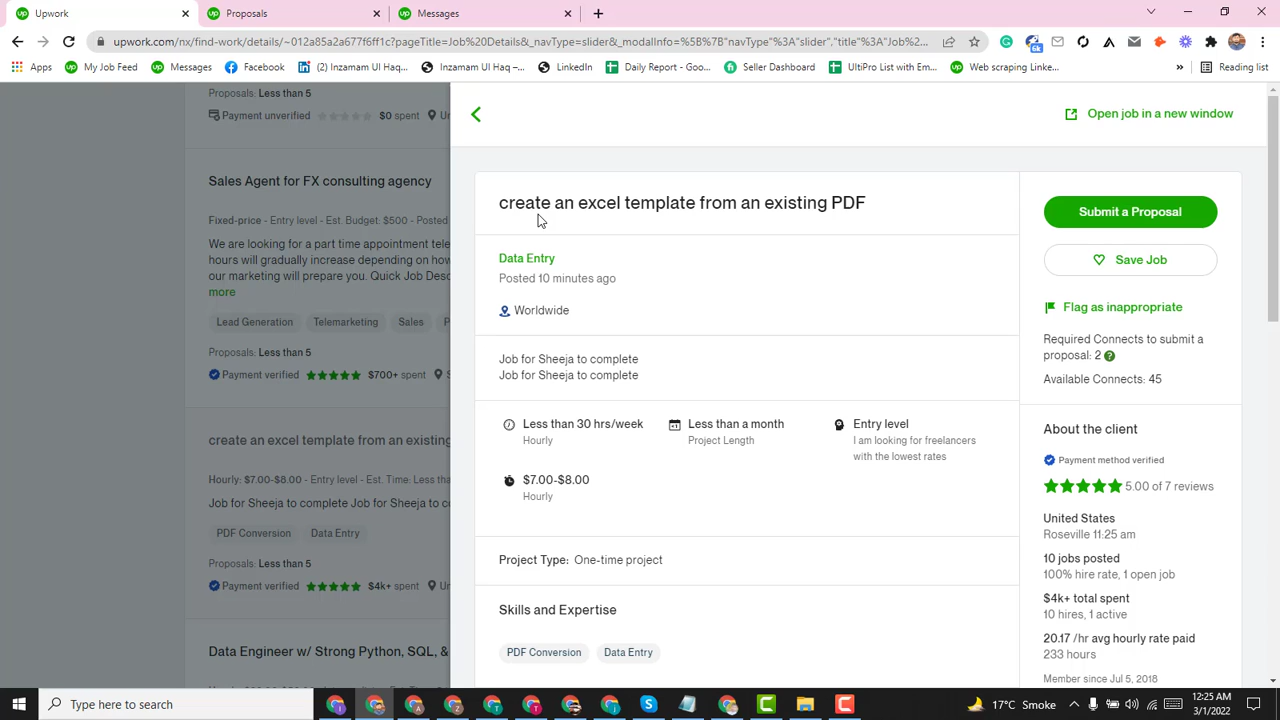 Upwork
Proposals
Messages
upwork.com/nx/find-work/details/~012a85a2a677f6ff1c?pageTitle=Job%20Details&_navType=slider&_modalInfo=%5B%7B"navType"%3A"slider","title"%3A"Job%2...
Apps
My Job Feed
Messages
Facebook
(2) Inzamam Ul Haq...
Inzamam Ul Haq –...
LinkedIn
Daily Report - Goo...
Seller Dashboard
UltiPro List with Em...
Web scraping Linke...
»
Reading list
Proposals: Less than 5
Payment unverified
$0 spent
Sales Agent for FX consulting agency
Fixed-price - Entry level - Est. Budget: $500 - Posted
We are looking for a part time appointment tele
hours will gradually increase depending on how
our marketing will prepare you. Quick Job Desc
more
Lead Generation
Telemarketing
Sales
Proposals: Less than 5
Payment verified
$700+ spent
create an excel template from an existing
Hourly: $7.00-$8.00 - Entry level - Est. Time: Less tha
Job for Sheeja to complete Job for Sheeja to c
PDF Conversion
Data Entry
Proposals: Less than 5
Payment verified
$4k+ spent
Data Engineer w/ Strong Python, SQL, &
Open job in a new window
create an excel template from an existing PDF
Data Entry
Posted 10 minutes ago
Worldwide
Job for Sheeja to complete
Job for Sheeja to complete
Less than 30 hrs/week
Hourly
Less than a month
Project Length
Entry level
I am looking for freelancers
with the lowest rates
$7.00-$8.00
Hourly
Project Type: One-time project
Skills and Expertise
PDF Conversion
Data Entry
Submit a Proposal
Save Job
Flag as inappropriate
Required Connects to submit a
proposal: 2
Available Connects: 45
About the client
Payment method verified
5.00 of 7 reviews
United States
Roseville 11:25 am
10 jobs posted
100% hire rate, 1 open job
$4k+ total spent
10 hires, 1 active
20.17 /hr avg hourly rate paid
233 hours
Member since Jul 5, 2018
Type here to search
17°C Smoke
12:25 AM
3/1/2022